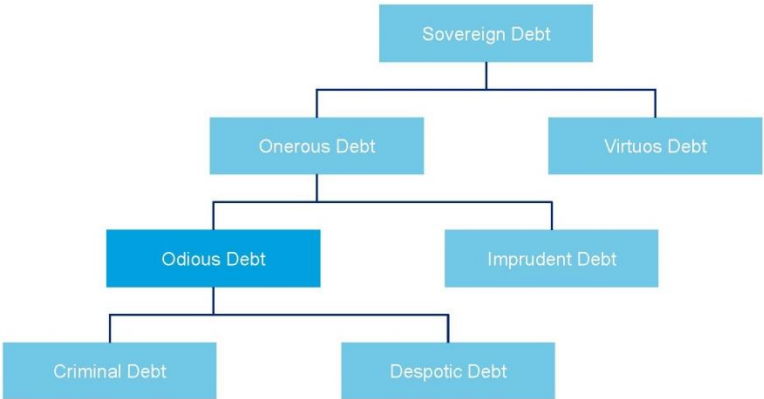 Sovereign Debt
Onerous Debt
Virtuos Debt
Odious Debt
Imprudent Debt
Criminal Debt
Despotic Debt